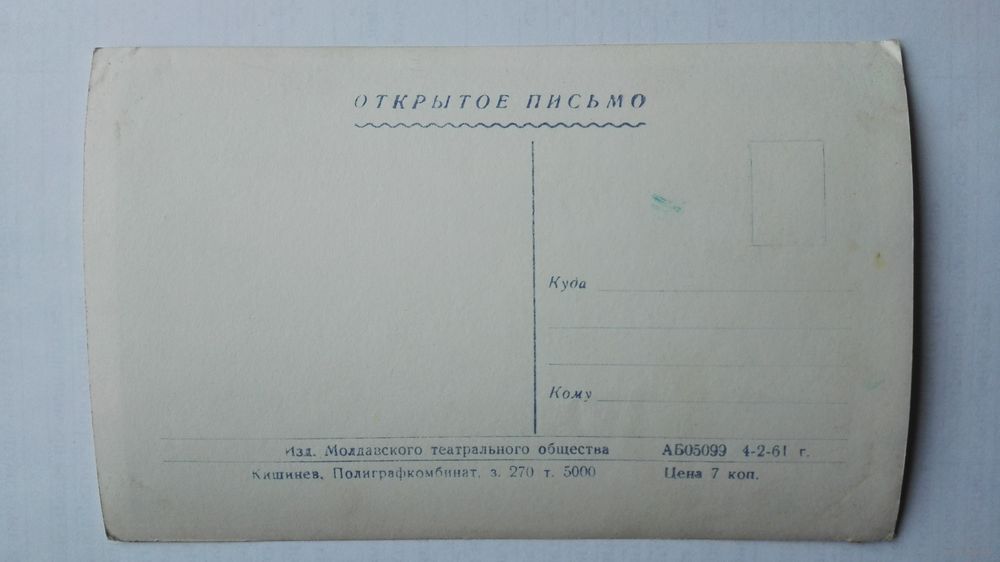 ОТКРЫТОЕ ПИСЬМО
Куда
Кому
Изд. Молдавского театрального общества АБ05099 4-2-61 г.
Кишинев, Полиграфкомбинат. з. 270 т. 5000 Цена 7 коп.